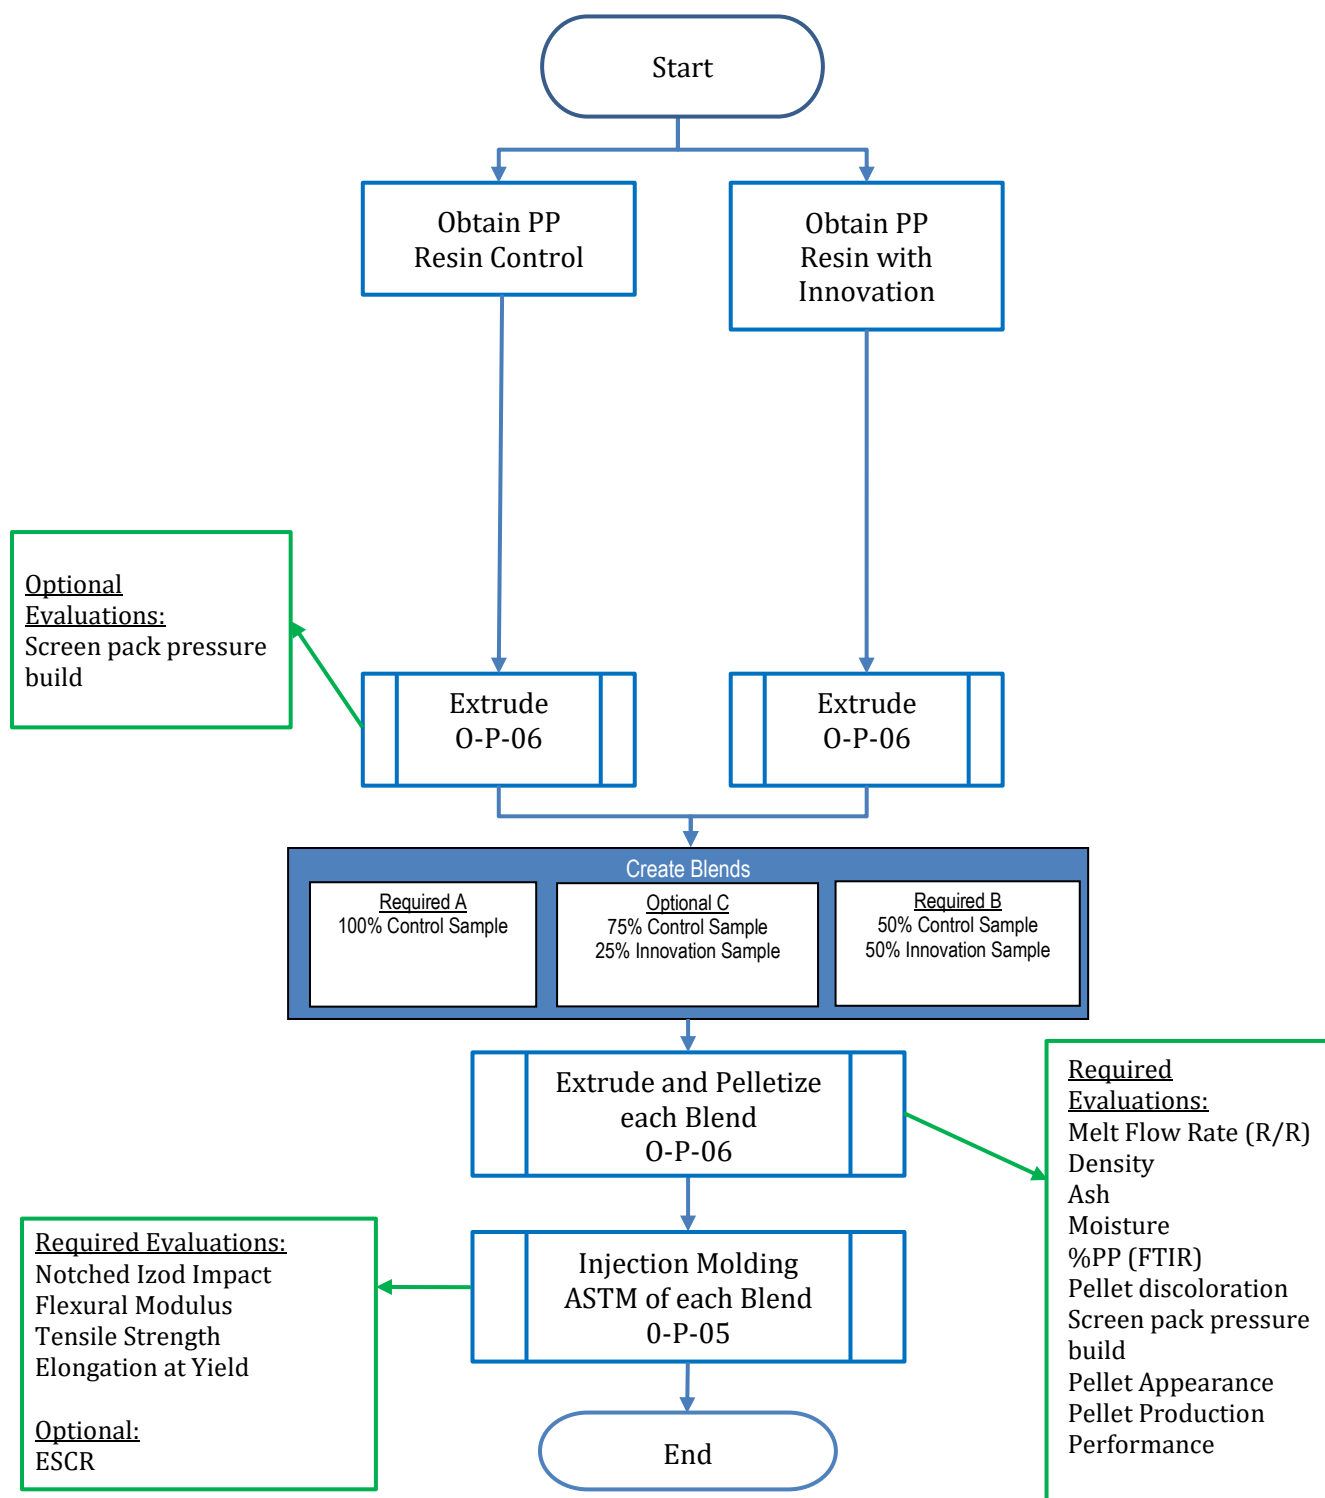 Start
Obtain PP
Resin Control
Obtain PP
Resin with
Innovation
Optional
Evaluations:
Screen pack pressure
build
Extrude
O-P-06
Extrude
O-P-06
Create Blends
Required A
100% Control Sample
Optional C
75% Control Sample
25% Innovation Sample
Required B
50% Control Sample
50% Innovation Sample
Extrude and Pelletize
each Blend
O-P-06
Required
Evaluations:
Melt Flow Rate (R/R)
Density
Ash
Moisture
%PP (FTIR)
Pellet discoloration
Screen pack pressure
build
Pellet Appearance
Pellet Production
Performance
Injection Molding
ASTM of each Blend
0-P-05
Required Evaluations:
Notched Izod Impact
Flexural Modulus
Tensile Strength
Elongation at Yield
Optional:
ESCR
End